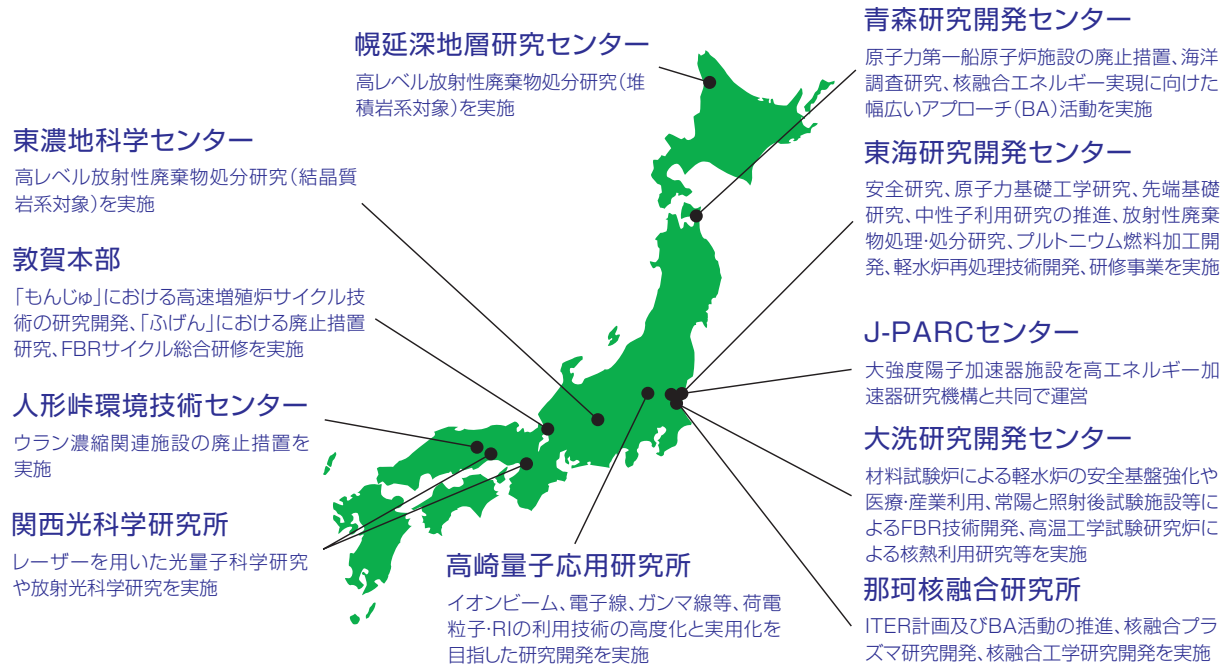 幌延深地層研究センター
高レベル放射性廃棄物処分研究(堆
積岩系対象)を実施
東濃地科学センター
高レベル放射性廃棄物処分研究(結晶質
岩系対象)を実施
敦賀本部
「もんじゅ」における高速増殖炉サイクル技
術の研究開発、「ふげん」における廃止措置
研究、FBRサイクル総合研修を実施
人形峠環境技術センター
ウラン濃縮関連施設の廃止措置を
実施
関西光科学研究所
レーザーを用いた光量子科学研究
や放射光科学研究を実施
高崎量子応用研究所
イオンビーム、電子線、ガンマ線等、荷電
粒子・RIの利用技術の高度化と実用化を
目指した研究開発を実施
青森研究開発センター
原子力第一船原子炉施設の廃止措置、海洋
調査研究、核融合エネルギー実現に向けた
幅広いアプローチ(BA)活動を実施
東海研究開発センター
安全研究、原子力基礎工学研究、先端基礎
研究、中性子利用研究の推進、放射性廃棄
物処理・処分研究、プルトニウム燃料加工開
発、軽水炉再処理技術開発、研修事業を実施
J-PARCセンター
大強度陽子加速器施設を高エネルギー加
速器研究機構と共同で運営
大洗研究開発センター
材料試験炉による軽水炉の安全基盤強化や
医療・産業利用、常陽と照射後試験施設等に
よるFBR技術開発、高温工学試験研究炉に
よる核熱利用研究等を実施
那珂核融合研究所
ITER計画及びBA活動の推進、核融合プラ
ズマ研究開発、核融合工学研究開発を実施